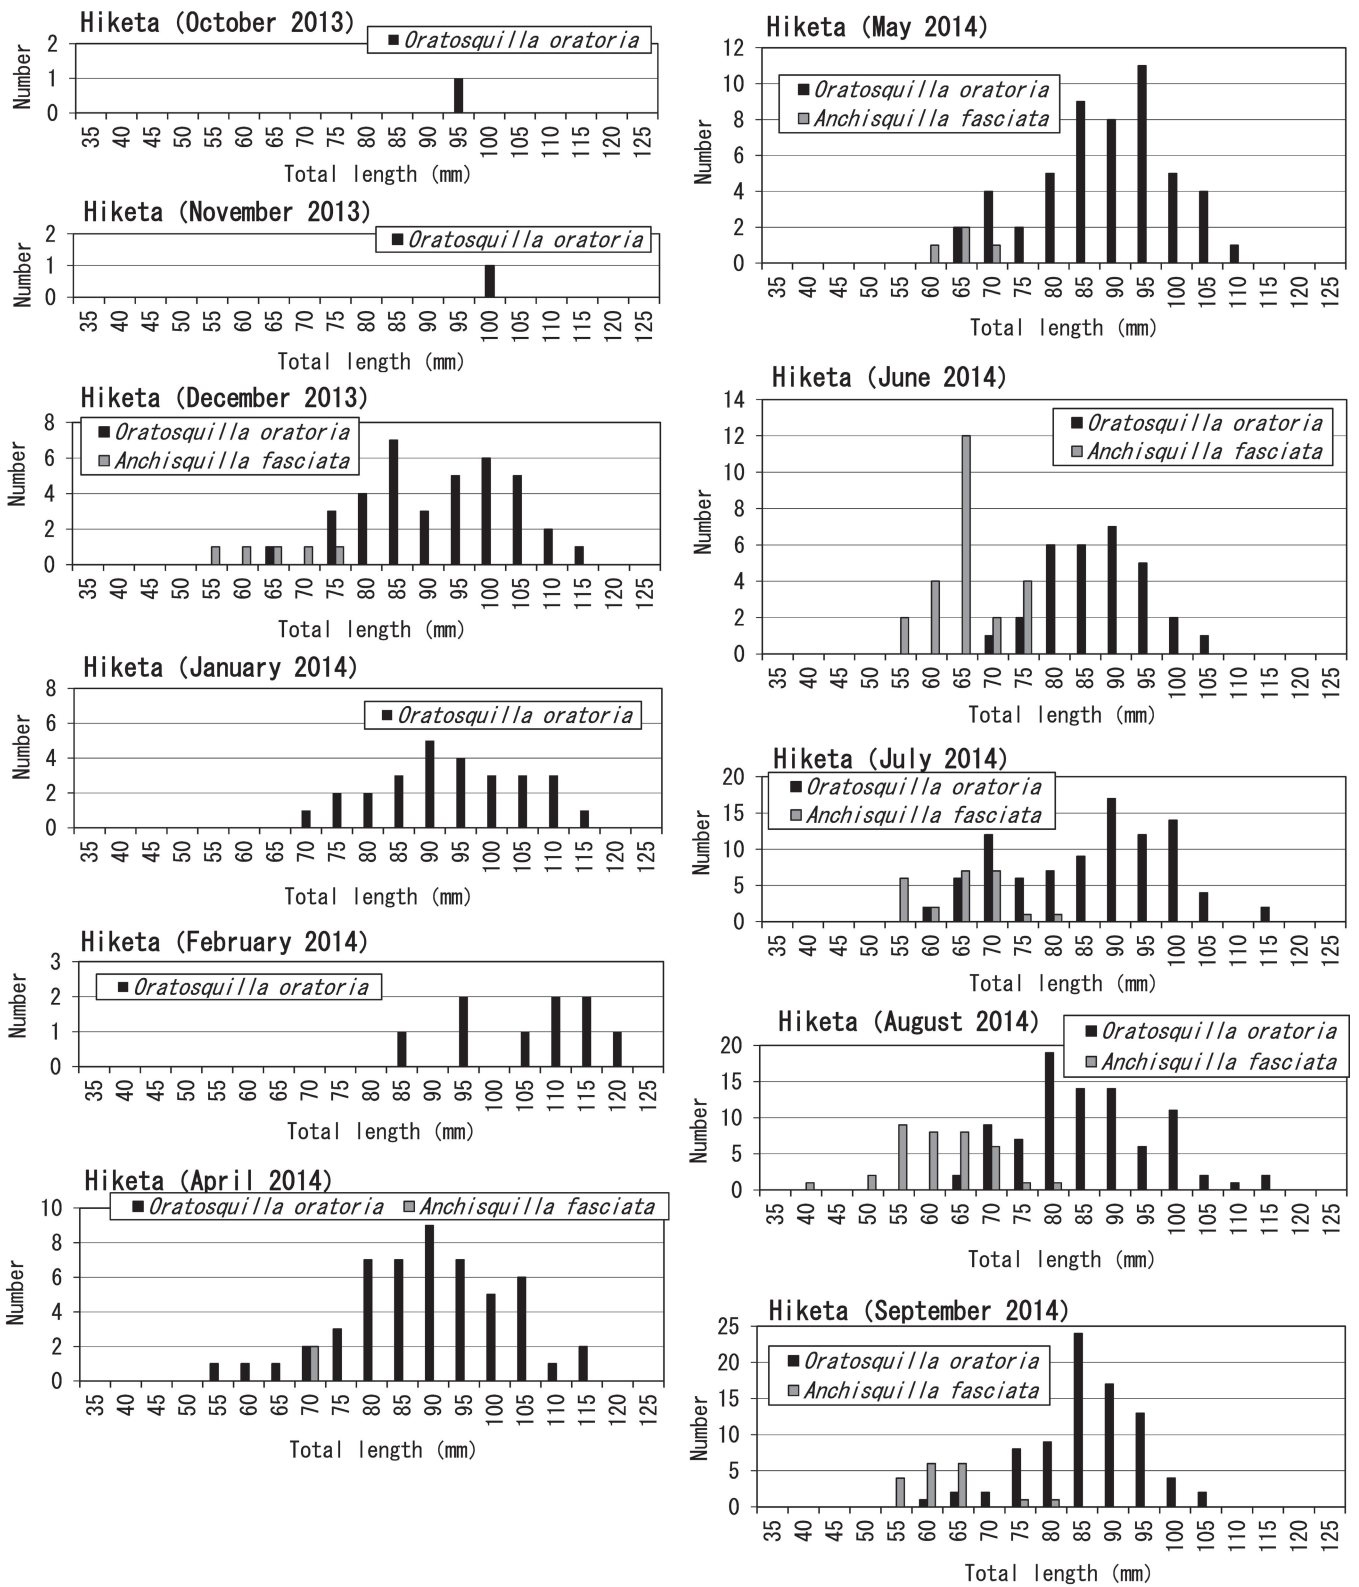 Hiketa (October 2013)
Oratosquilla oratoria
Number
2
1
0
35 40 45 50 55 60 65 70 75 80 85 90 95 100 105 110 115 120 125
Total length (mm)
Hiketa (November 2013)
Oratosquilla oratoria
Number
2
1
0
35 40 45 50 55 60 65 70 75 80 85 90 95 100 105 110 115 120 125
Total length (mm)
Hiketa (December 2013)
Oratosquilla oratoria
Anchisquilla fasciata
Number
8
6
4
2
0
35 40 45 50 55 60 65 70 75 80 85 90 95 100 105 110 115 120 125
Total length (mm)
Hiketa (January 2014)
Oratosquilla oratoria
Number
8
6
4
2
0
35 40 45 50 55 60 65 70 75 80 85 90 95 100 105 110 115 120 125
Total length (mm)
Hiketa (February 2014)
Oratosquilla oratoria
Number
3
2
1
0
35 40 45 50 55 60 65 70 75 80 85 90 95 100 105 110 115 120 125
Total length (mm)
Hiketa (April 2014)
Oratosquilla oratoria Anchisquilla fasciata
Number
10
8
6
4
2
0
35 40 45 50 55 60 65 70 75 80 85 90 95 100 105 110 115 120 125
Total length (mm)
Hiketa (May 2014)
Oratosquilla oratoria
Anchisquilla fasciata
Number
12
10
8
6
4
2
0
35 40 45 50 55 60 65 70 75 80 85 90 95 100 105 110 115 120 125
Total length (mm)
Hiketa (June 2014)
Oratosquilla oratoria
Anchisquilla fasciata
Number
14
12
10
8
6
4
2
0
35 40 45 50 55 60 65 70 75 80 85 90 95 100 105 110 115 120 125
Total length (mm)
Hiketa (July 2014)
Oratosquilla oratoria
Anchisquilla fasciata
Number
20
15
10
5
0
35 40 45 50 55 60 65 70 75 80 85 90 95 100 105 110 115 120 125
Total length (mm)
Hiketa (August 2014)
Oratosquilla oratoria
Anchisquilla fasciata
Number
20
15
10
5
0
35 40 45 50 55 60 65 70 75 80 85 90 95 100 105 110 115 120 125
Total length (mm)
Hiketa (September 2014)
Oratosquilla oratoria
Anchisquilla fasciata
Number
25
20
15
10
5
0
35 40 45 50 55 60 65 70 75 80 85 90 95 100 105 110 115 120 125
Total length (mm)